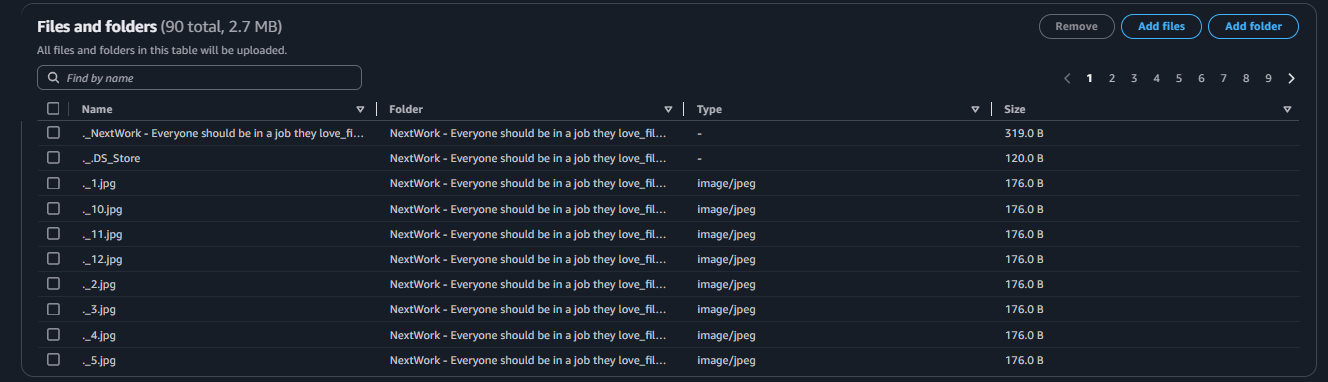 Files and folders (90 total, 2.7 MB)
Remove Add files Add folder
All files and folders in this table will be uploaded.
Find by name
1 2 3 4 5 6 7 8 9
Name Folder Type Size
._NextWork - Everyone should be in a job they love_fi... NextWork - Everyone should be in a job they love_fil... - 319.0 B
._.DS_Store NextWork - Everyone should be in a job they love_fil... - 120.0 B
._1.jpg NextWork - Everyone should be in a job they love_fil... image/jpeg 176.0 B
._10.jpg NextWork - Everyone should be in a job they love_fil... image/jpeg 176.0 B
._11.jpg NextWork - Everyone should be in a job they love_fil... image/jpeg 176.0 B
._12.jpg NextWork - Everyone should be in a job they love_fil... image/jpeg 176.0 B
._2.jpg NextWork - Everyone should be in a job they love_fil... image/jpeg 176.0 B
._3.jpg NextWork - Everyone should be in a job they love_fil... image/jpeg 176.0 B
._4.jpg NextWork - Everyone should be in a job they love_fil... image/jpeg 176.0 B
._5.jpg NextWork - Everyone should be in a job they love_fil... image/jpeg 176.0 B